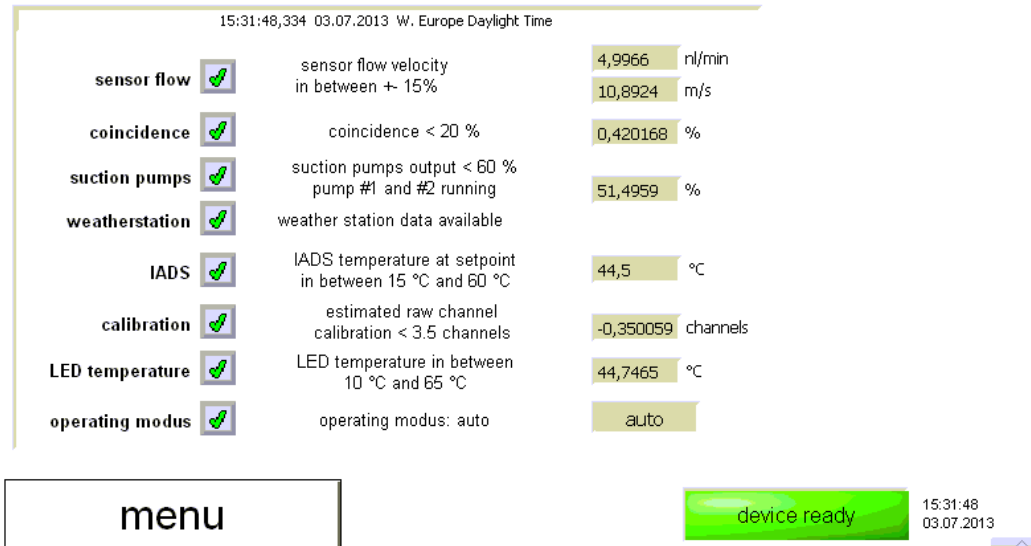 15:31:48,334 03.07.2013 W. Europe Daylight Time
sensor flow
sensor flow velocity
in between +- 15%
4,9966 nl/min
10,8924 m/s
coincidence
coincidence < 20 %
0,420168 %
suction pumps
suction pumps output < 60 %
pump #1 and #2 running
51,4959 %
weatherstation
weather station data available
IADS
IADS temperature at setpoint
in between 15 °C and 60 °C
44,5 °C
calibration
estimated raw channel
calibration < 3.5 channels
-0,350059 channels
LED temperature
LED temperature in between
10 °C and 65 °C
44,7465 °C
operating modus
operating modus: auto
auto
menu
device ready
15:31:48
03.07.2013